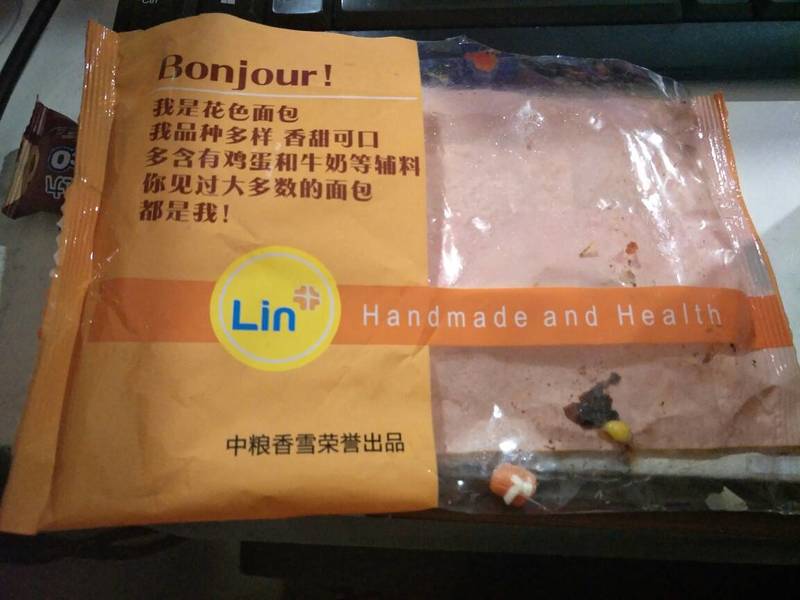 Bonjour!
我是花色面包
我品种多样 香甜可口
多含有鸡蛋和牛奶等辅料
你见过大多数的面包
都是我!
Lin
Handmade and Health
中粮香雪荣誉出品